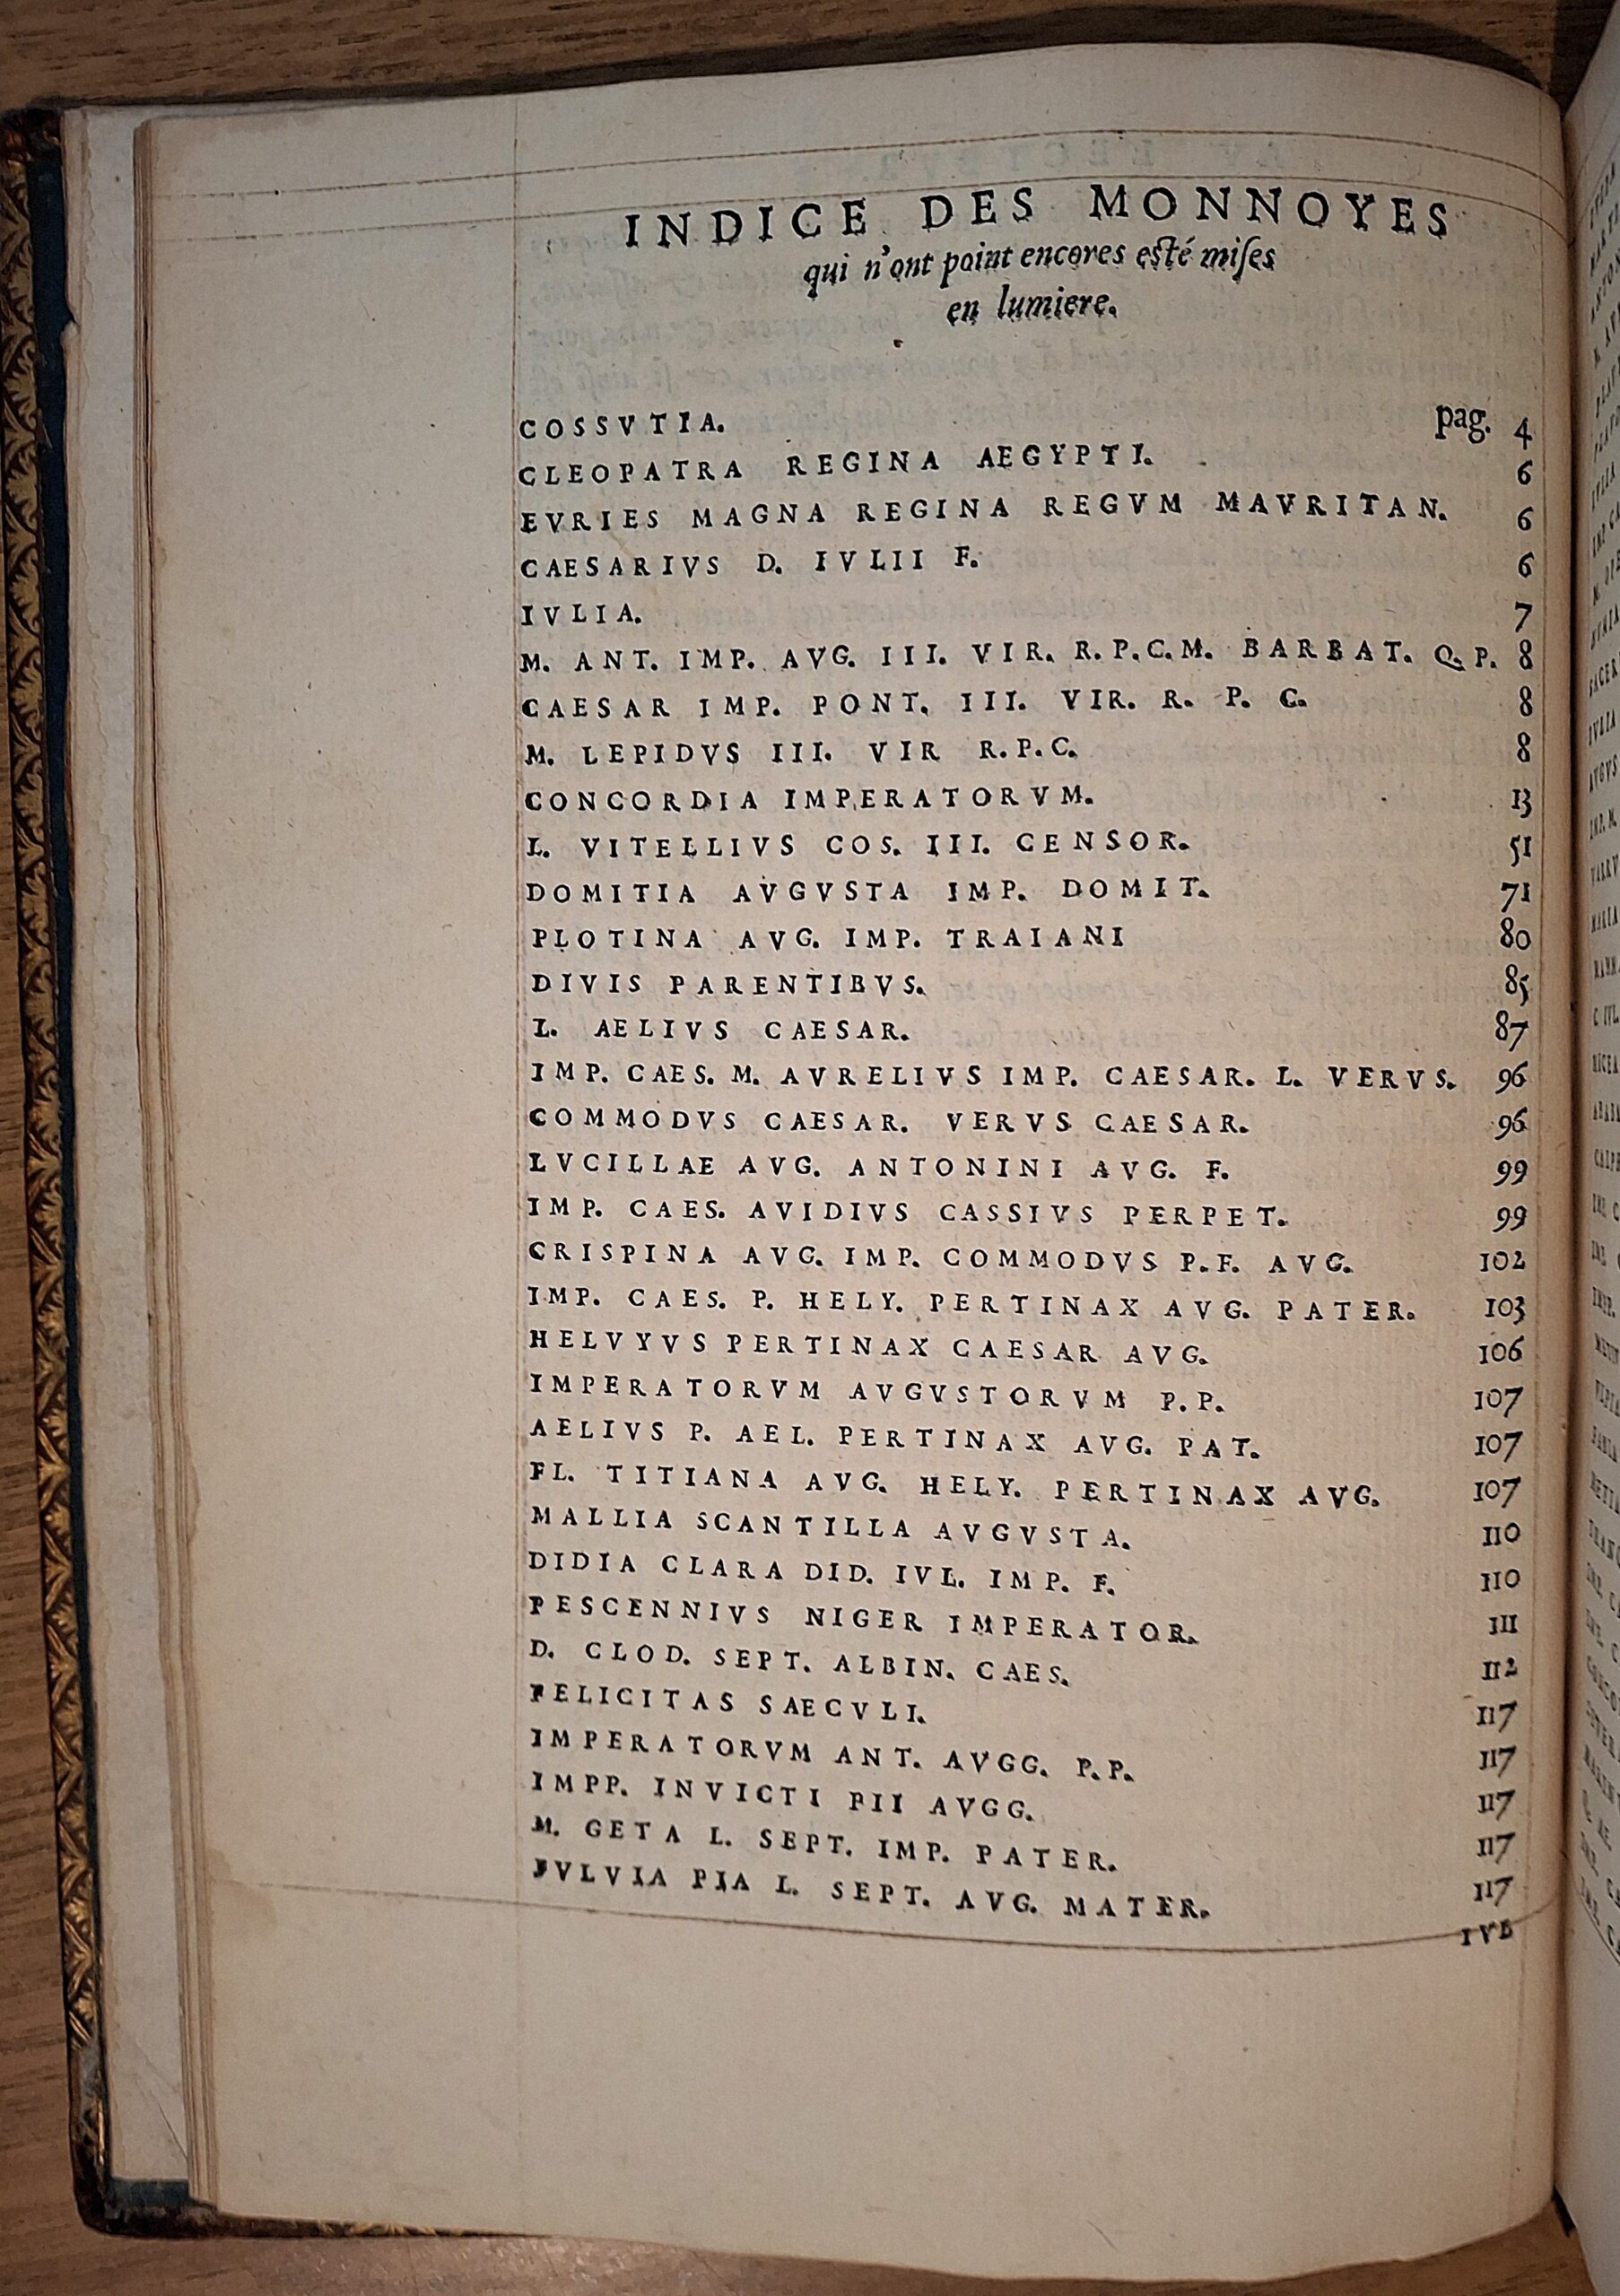 INDICE DES MONNOYES
qui n'ont point encores esté miſes
en lumiere.
COSSVTIA. pag. 4
CLEOPATRA REGINA AEGYPTI. 6
EVRIES MAGNA REGINA REGVM MAVRITAN. 6
CAESARIVS D. IVLII F. 6
IVLIA. 7
M. ANT. IMP. AVG. III. VIR. R.P.C.M. BARBAT. Q.P. 8
CAESAR IMP. PONT. III. VIR. R. P. C. 8
M. LEPIDVS III. VIR R.P.C. 8
CONCORDIA IMPERATORVM. 13
L. VITELLIVS COS. III. CENSOR. 51
DOMITIA AVGVSTA IMP. DOMIT. 71
PLOTINA AVG. IMP. TRAIANI 80
DIVIS PARENTIBVS. 85
L. AELIVS CAESAR. 87
IMP. CAES. M. AVRELIVS IMP. CAESAR. L. VERVS. 96
COMMODVS CAESAR. VERVS CAESAR. 96
LVCILLAE AVG. ANTONINI AVG. F. 99
IMP. CAES. AVIDIVS CASSIVS PERPET. 99
CRISPINA AVG. IMP. COMMODVS P.F. AVG. 102
IMP. CAES. P. HELY. PERTINAX AVG. PATER. 103
HELVYVS PERTINAX CAESAR AVG. 106
IMPERATORVM AVGVSTORVM P.P. 107
AELIVS P. AEL. PERTINAX AVG. PAT. 107
FL. TITIANA AVG. HELY. PERTINAX AVG. 107
MALLIA SCANTILLA AVGVSTA. 110
DIDIA CLARA DID. IVL. IMP. F. 110
PESCENNIVS NIGER IMPERATOR. 111
D. CLOD. SEPT. ALBIN. CAES. 112
FELICITAS SAECVLI. 117
IMPERATORVM ANT. AVGG. P.P. 117
IMPP. INVICTI PII AVGG. 117
M. GETA L. SEPT. IMP. PATER. 117
FVLVIA PIA L. SEPT. AVG. MATER. 117
IVL